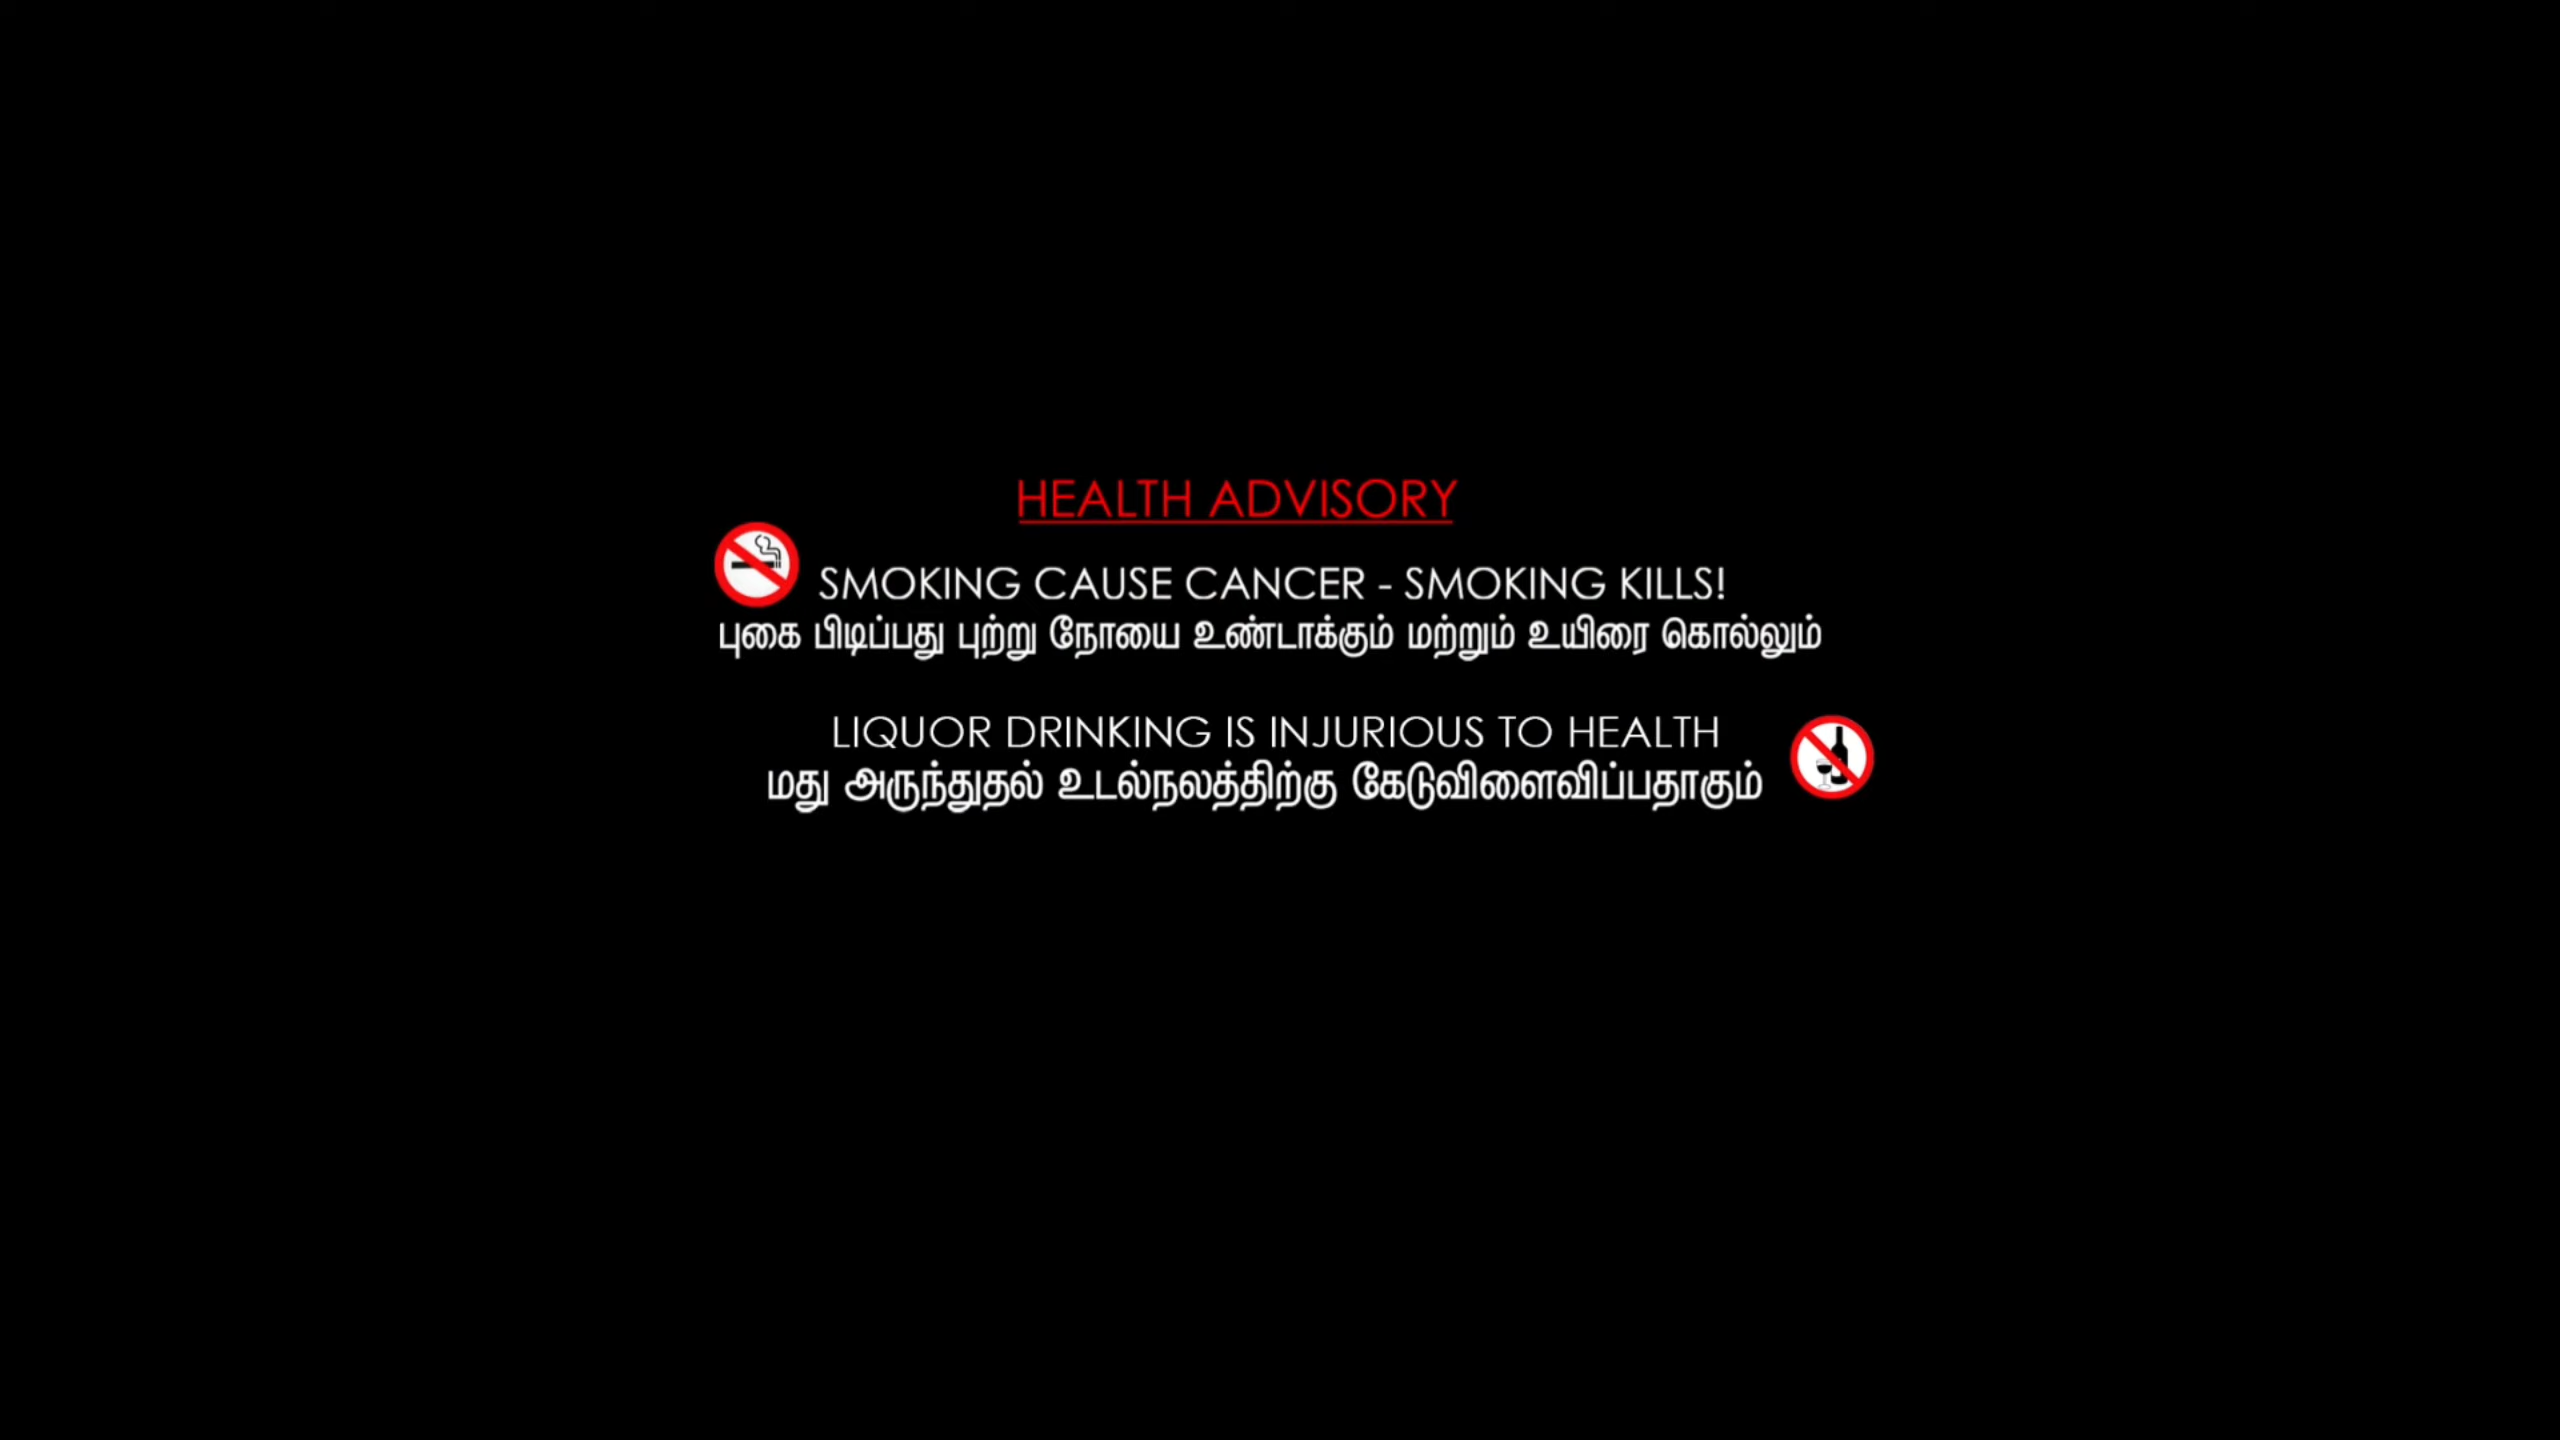 HEALTH ADVISORY
SMOKING CAUSE CANCER - SMOKING KILLS!
புகை பிடிப்பது புற்று நோயை உண்டாக்கும் மற்றும் உயிரை கொல்லும்
LIQUOR DRINKING IS INJURIOUS TO HEALTH
மது அருந்துதல் உடல்நலத்திற்கு கேடுவிளைவிப்பதாகும்